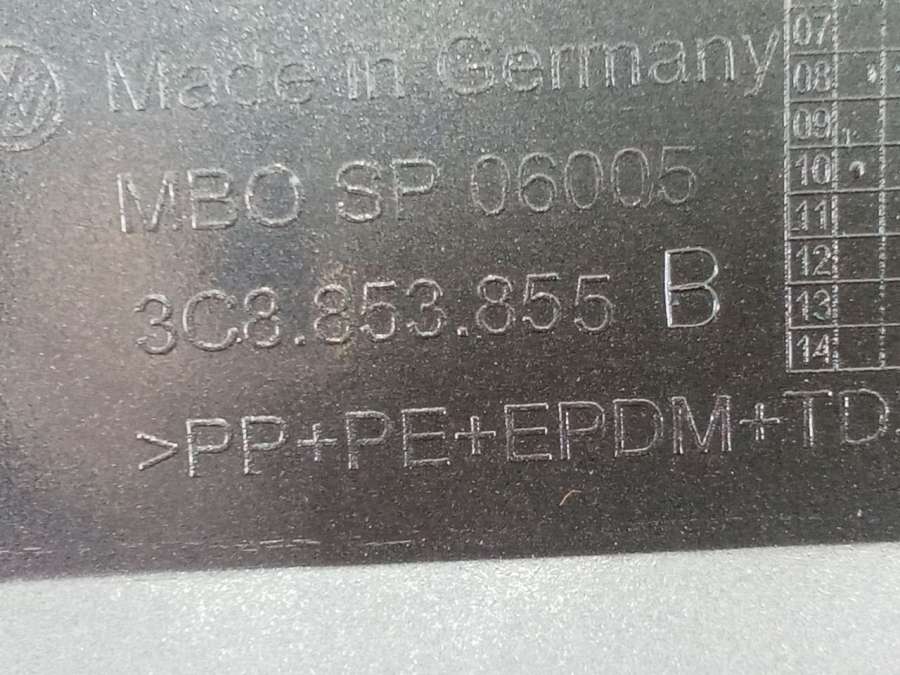 Made in Germany
MBO SP 06005
3C8.853.855 B
>PP+PE+EPDM+TD
07
08
09
10
11
12
13
14